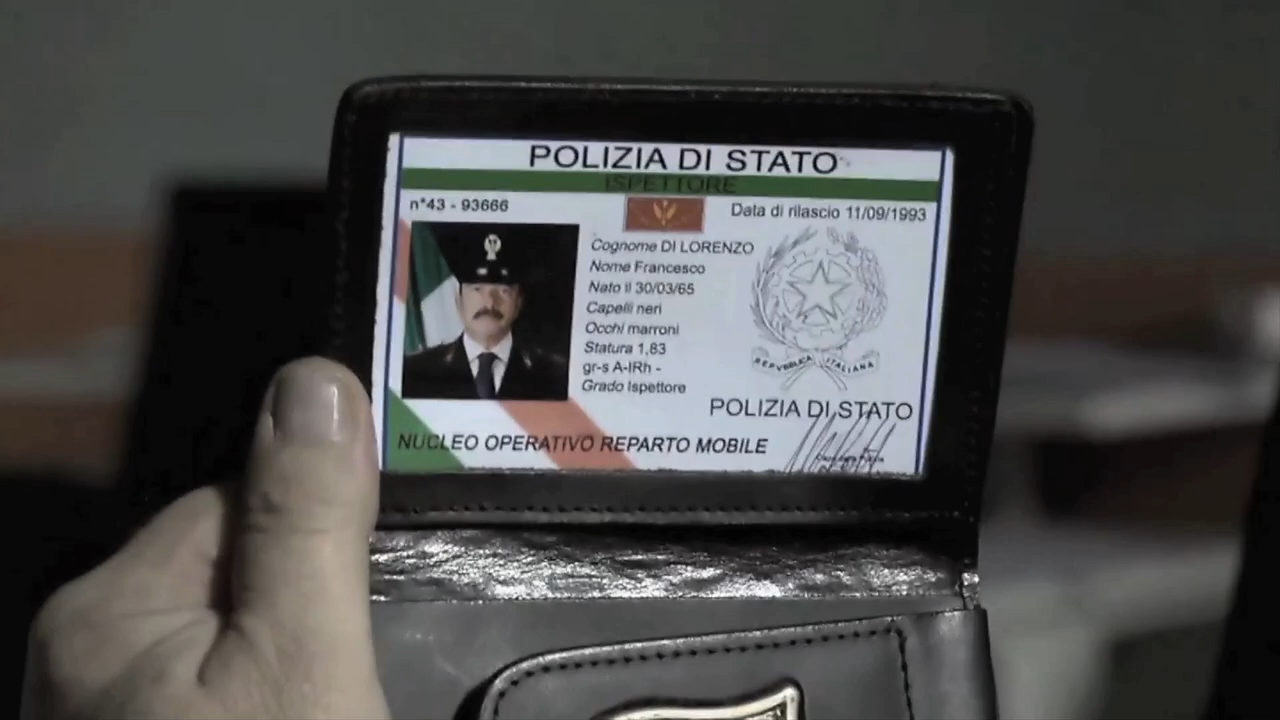 POLIZIA DI STATO
ISPETTORE
n°43 - 93666
Data di rilascio 11/09/1993
Cognome DI LORENZO
Nome Francesco
Nato il 30/03/65
Capelli neri
Occhi marroni
Statura 1,83
gr-s A-IRh -
Grado Ispettore
REPVBBLICA ITALIANA
POLIZIA DI STATO
NUCLEO OPERATIVO REPARTO MOBILE